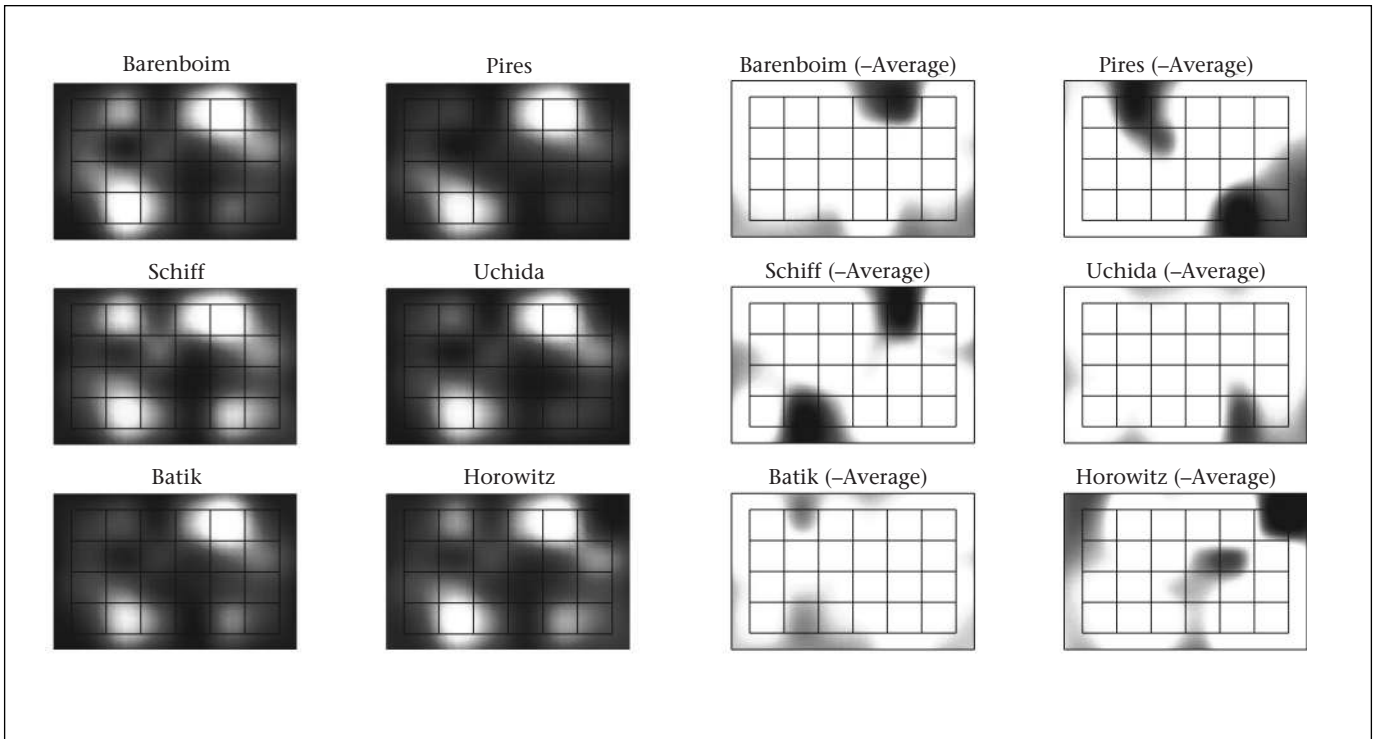 Barenboim
Pires
Barenboim (–Average)
Pires (–Average)
Schiff
Uchida
Schiff (–Average)
Uchida (–Average)
Batik
Horowitz
Batik (–Average)
Horowitz (–Average)